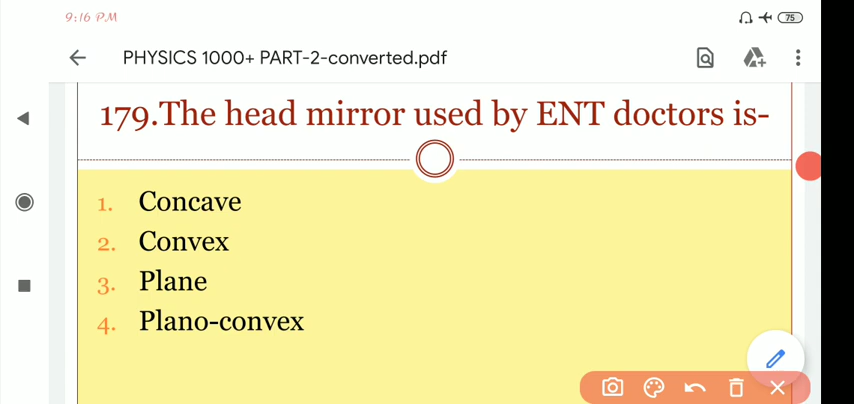 9:16 PM
75
PHYSICS 1000+ PART-2-converted.pdf
179.The head mirror used by ENT doctors is-
1. Concave
2. Convex
3. Plane
4. Plano-convex